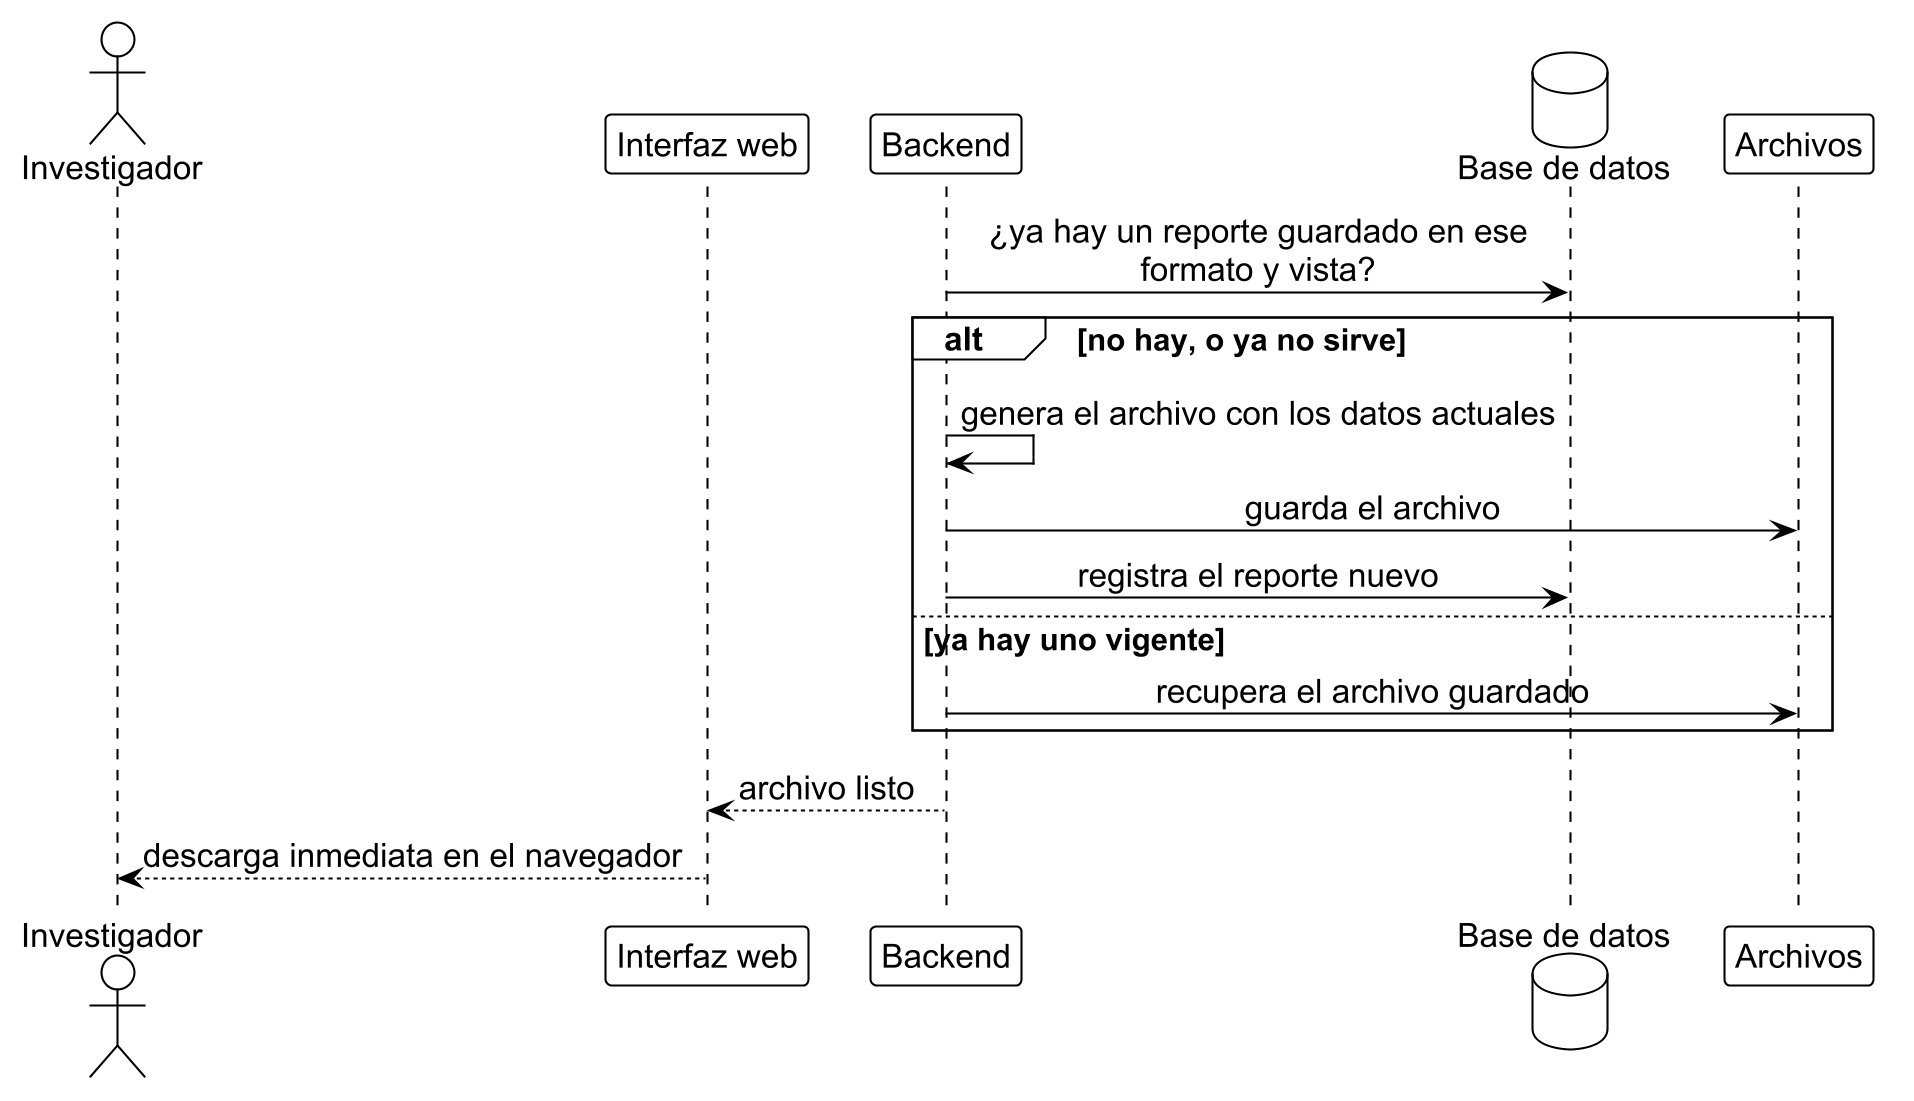 Investigador
Interfaz web
Backend
Base de datos
Archivos
¿ya hay un reporte guardado en ese
formato y vista?
alt
[no hay, o ya no sirve]
genera el archivo con los datos actuales
guarda el archivo
registra el reporte nuevo
[ya hay uno vigente]
recupera el archivo guardado
archivo listo
descarga inmediata en el navegador
Investigador
Interfaz web
Backend
Base de datos
Archivos